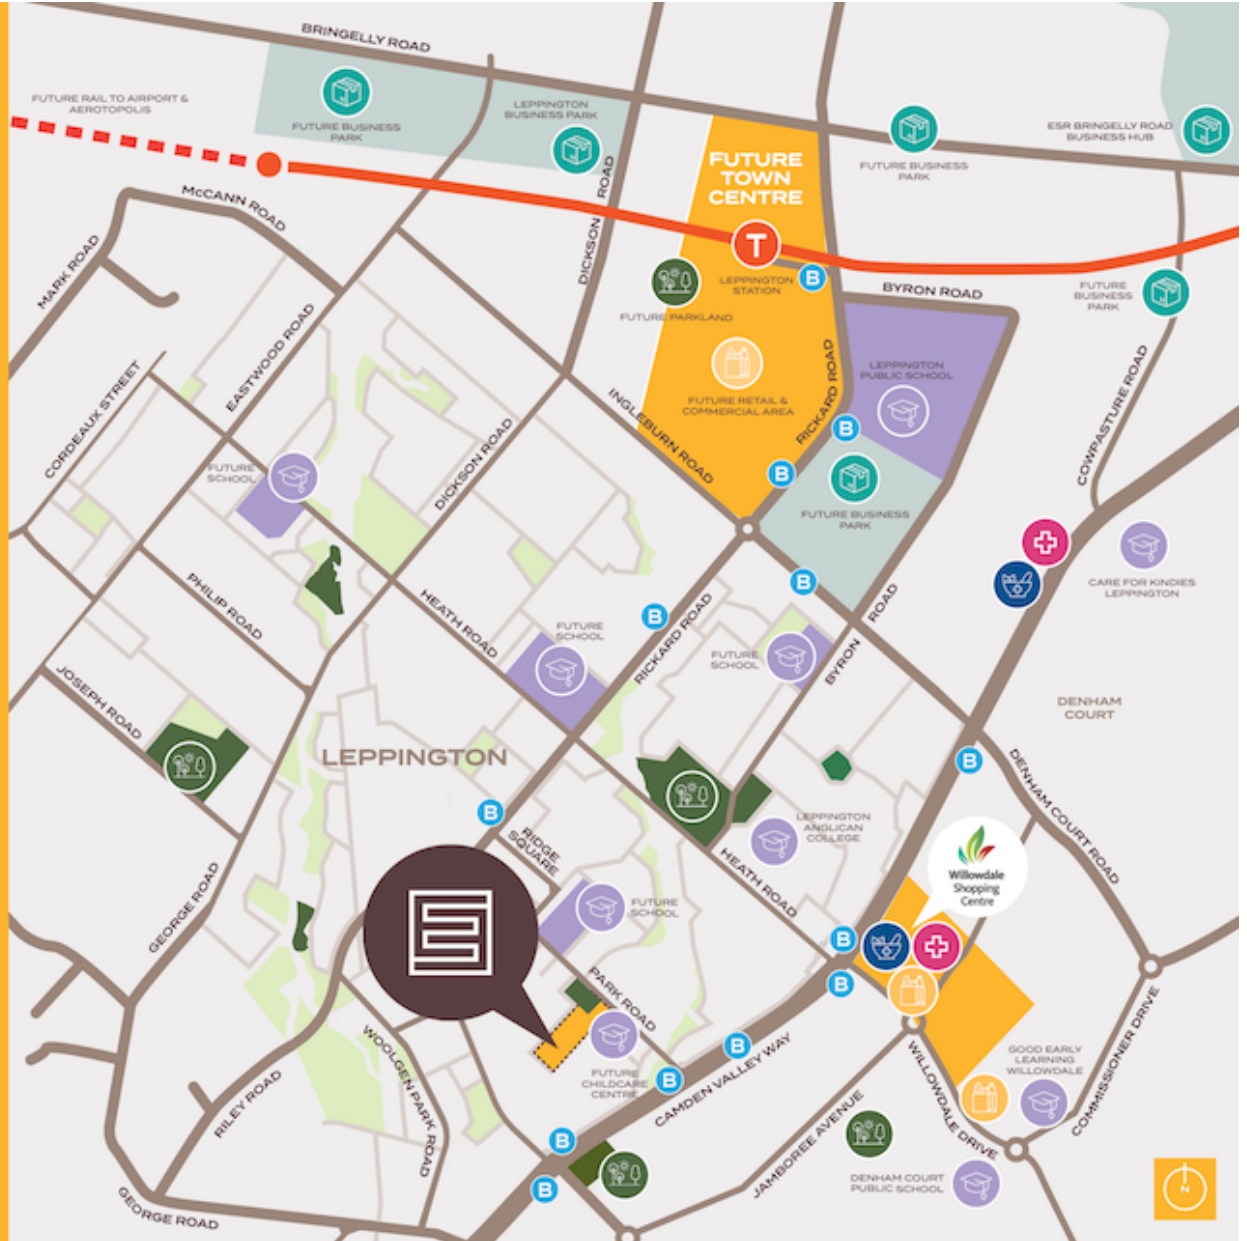 BRINGELLY ROAD
FUTURE RAIL TO AIRPORT &
AEROTOPOLIS
FUTURE BUSINESS
PARK
LEPPINGTON
BUSINESS PARK
DICKSON ROAD
FUTURE
TOWN
CENTRE
FUTURE BUSINESS
PARK
ESR BRINGELLY ROAD
BUSINESS HUB
McCANN ROAD
MARK ROAD
T
LEPPINGTON
STATION
B
FUTURE PARKLAND
BYRON ROAD
FUTURE
BUSINESS
PARK
EASTWOOD ROAD
CORDEAUX STREET
INGLEBURN ROAD
FUTURE RETAIL &
COMMERCIAL AREA
RICKARD ROAD
LEPPINGTON
PUBLIC SCHOOL
COWPASTURE ROAD
B
B
FUTURE
SCHOOL
DICKSON ROAD
FUTURE BUSINESS
PARK
CARE FOR KINDIES
LEPPINGTON
PHILIP ROAD
HEATH ROAD
B
B
RICKARD ROAD
BYRON ROAD
FUTURE
SCHOOL
FUTURE
SCHOOL
JOSEPH ROAD
DENHAM
COURT
LEPPINGTON
B
DENHAM COURT ROAD
B
RIDGE
SQUARE
LEPPINGTON
ANGLICAN
COLLEGE
HEATH ROAD
Willowdale
Shopping
Centre
GEORGE ROAD
FUTURE
SCHOOL
B
B
PARK ROAD
WOOLGEN PARK ROAD
RILEY ROAD
FUTURE
CHILDCARE
CENTRE
B
B
CAMDEN VALLEY WAY
WILLOWDALE DRIVE
GOOD EARLY
LEARNING
WILLOWDALE
COMMISSIONER DRIVE
JAMBOREE AVENUE
B
B
DENHAM COURT
PUBLIC SCHOOL
GEORGE ROAD
N